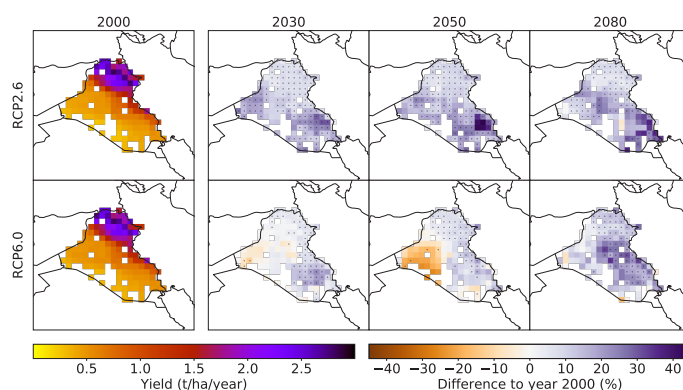 2000 2030 2050 2080
RCP2.6
RCP6.0
0.5 1.0 1.5 2.0 2.5 −40 −30 −20 −10 0 10 20 30 40
Yield (t/ha/year) Difference to year 2000 (%)